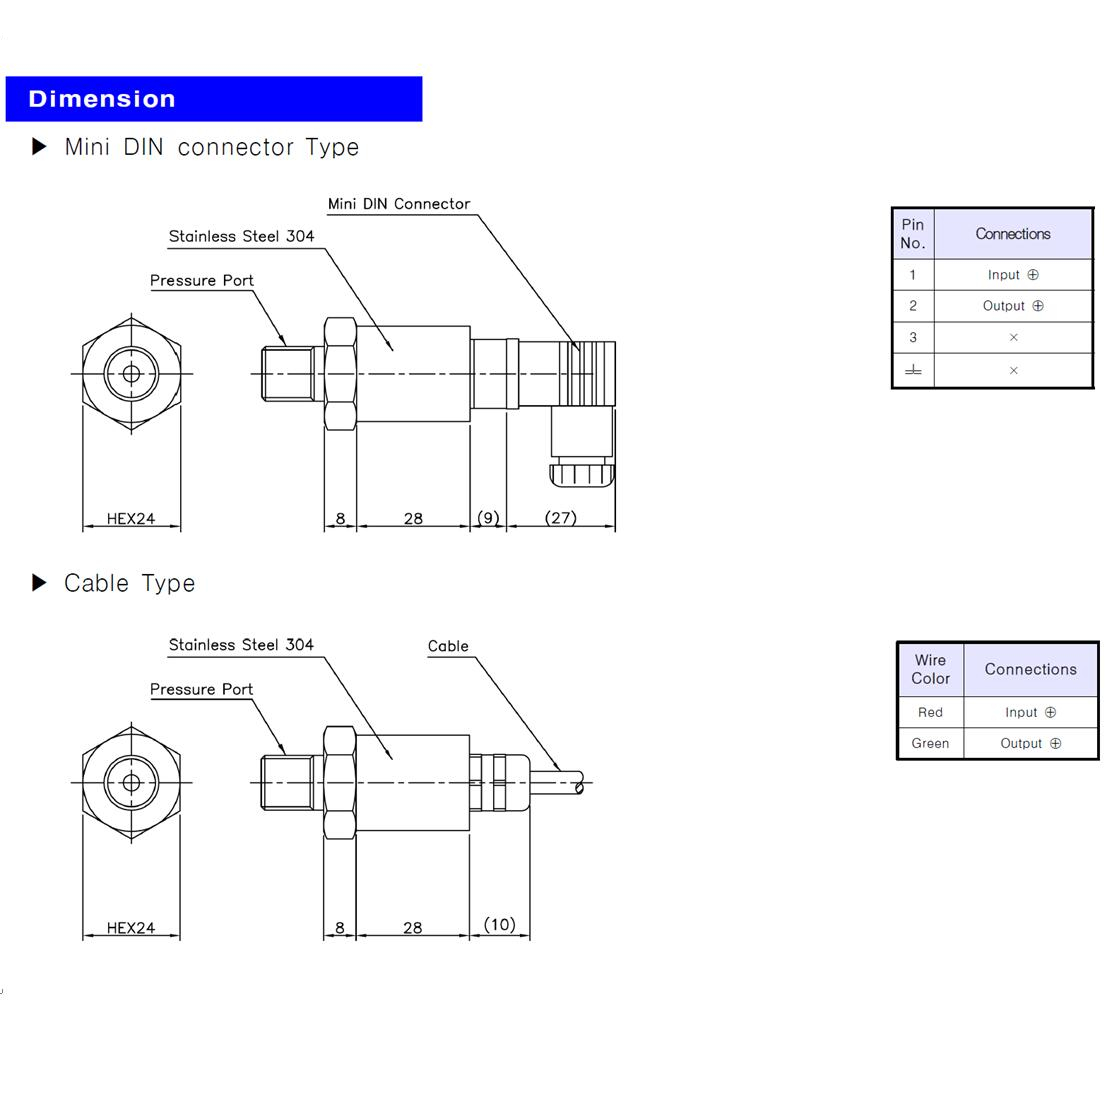 Dimension
▶ Mini DIN connector Type
Mini DIN Connector
Stainless Steel 304
Pressure Port
HEX24
8
28
(9)
(27)
Pin No.
Connections
1
Input ⊕
2
Output ⊕
3
×
×
▶ Cable Type
Stainless Steel 304
Cable
Pressure Port
HEX24
8
28
(10)
Wire Color
Connections
Red
Input ⊕
Green
Output ⊕